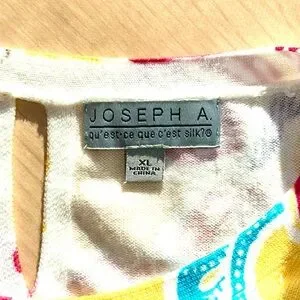 JOSEPH A.
qu'est·ce que c'est silk?®
XL
MADE IN
CHINA